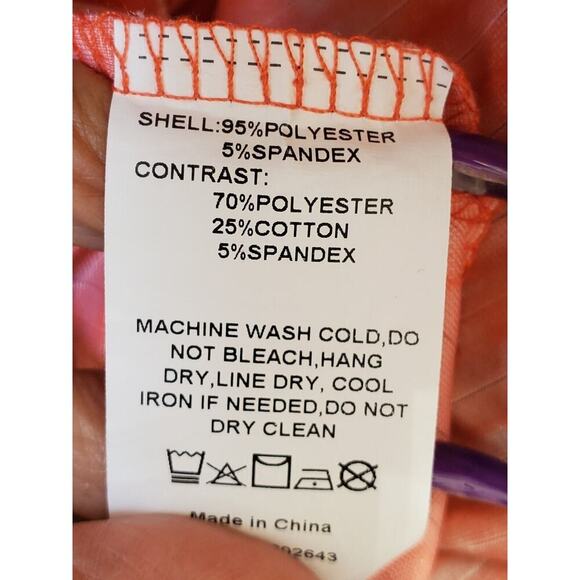 SHELL:95%POLYESTER
5%SPANDEX
CONTRAST:
70%POLYESTER
25%COTTON
5%SPANDEX
MACHINE WASH COLD,DO
NOT BLEACH,HANG
DRY,LINE DRY, COOL
IRON IF NEEDED,DO NOT
DRY CLEAN
Made in China